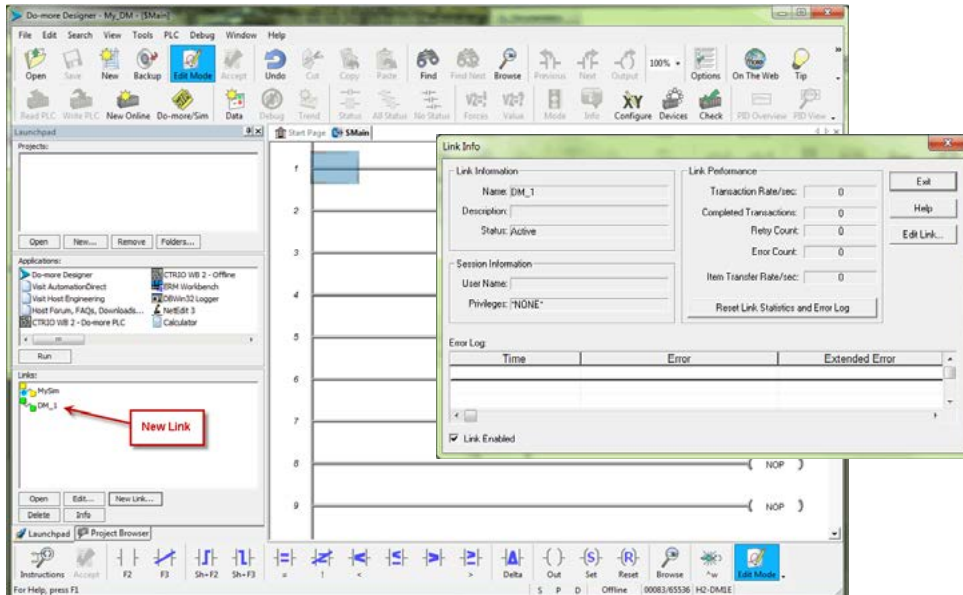 Do-more Designer - My_DM - [$Main]
File Edit Search View Tools PLC Debug Window Help
Open Save New Backup Edit Mode Accept Undo Cut Copy Paste Find Find Next Browse Previous Next Output 100% Options On The Web Tip
Read PLC Write PLC New Online Do-more/Sim Data Debug Trend Status All Status No Status Forces Value Mode Info Configure Devices Check PID Overview PID View
Launchpad
Start Page $Main
Projects:
Open New... Remove Folders...
Applications:
Do-more Designer CTRIO WB 2 - Offline
Visit AutomationDirect ERM Workbench
Visit Host Engineering DBWin32 Logger
Host Forum, FAQs, Downloads... NetEdit 3
CTRIO WB 2 - Do-more PLC Calculator
Run
Links:
MySim
DM_1
New Link
Open Edit... New Link...
Delete Info
Launchpad Project Browser
1
2
3
4
5
6
7
8 NOP
9 NOP
Link Info
Link Information
Name: DM_1
Description:
Status: Active
Session Information
User Name:
Privileges: *NONE*
Link Performance
Transaction Rate/sec: 0
Completed Transactions: 0
Retry Count: 0
Error Count: 0
Item Transfer Rate/sec: 0
Reset Link Statistics and Error Log
Exit
Help
Edit Link...
Error Log:
Time Error Extended Error
Link Enabled
Instructions Accept F2 F3 Sh+F2 Sh+F3 = ! < > Delta Out Set Reset Browse ^w Edit Mode
For Help, press F1 S P D Offline 00083/65536 H2-DM1E